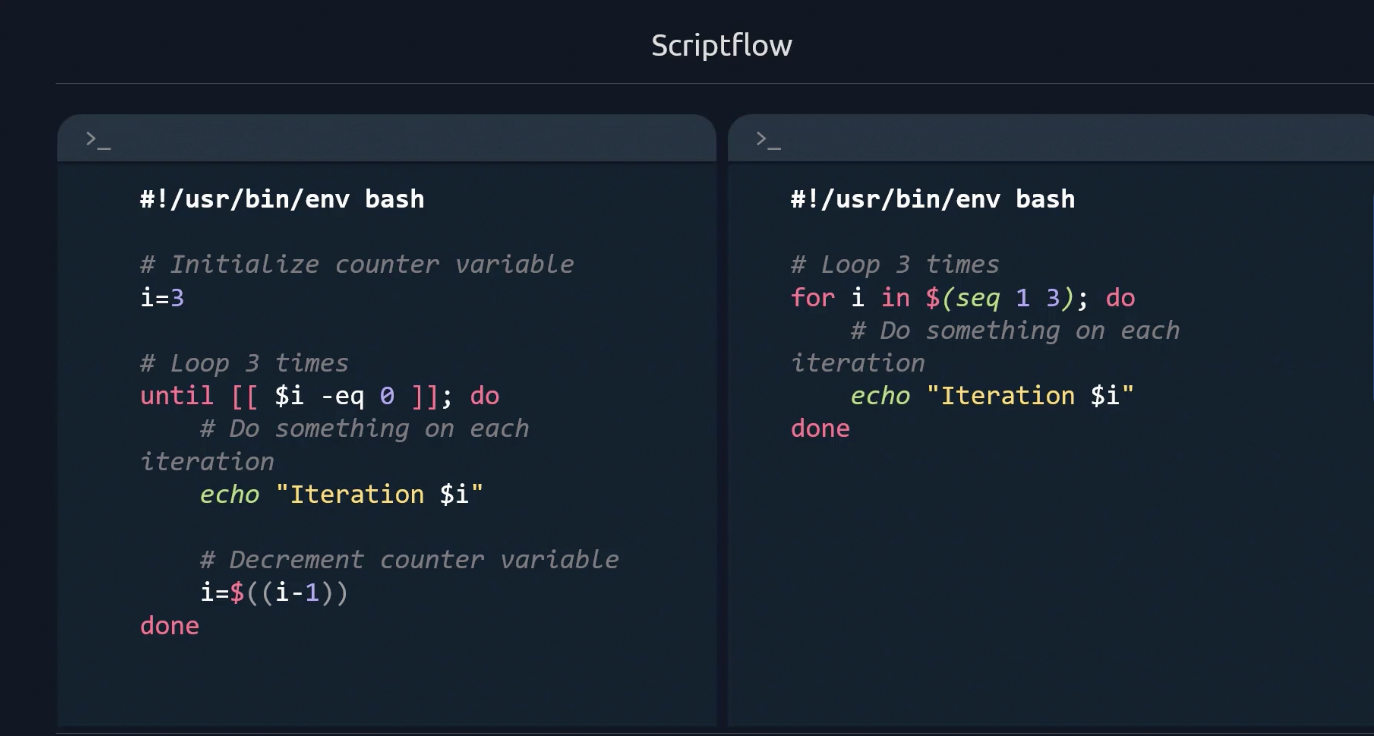 Scriptflow
>_
#!/usr/bin/env bash
# Initialize counter variable
i=3
# Loop 3 times
until [[ $i -eq 0 ]]; do
    # Do something on each
iteration
    echo "Iteration $i"
    # Decrement counter variable
    i=$((i-1))
done
>_
#!/usr/bin/env bash
# Loop 3 times
for i in $(seq 1 3); do
    # Do something on each
iteration
    echo "Iteration $i"
done